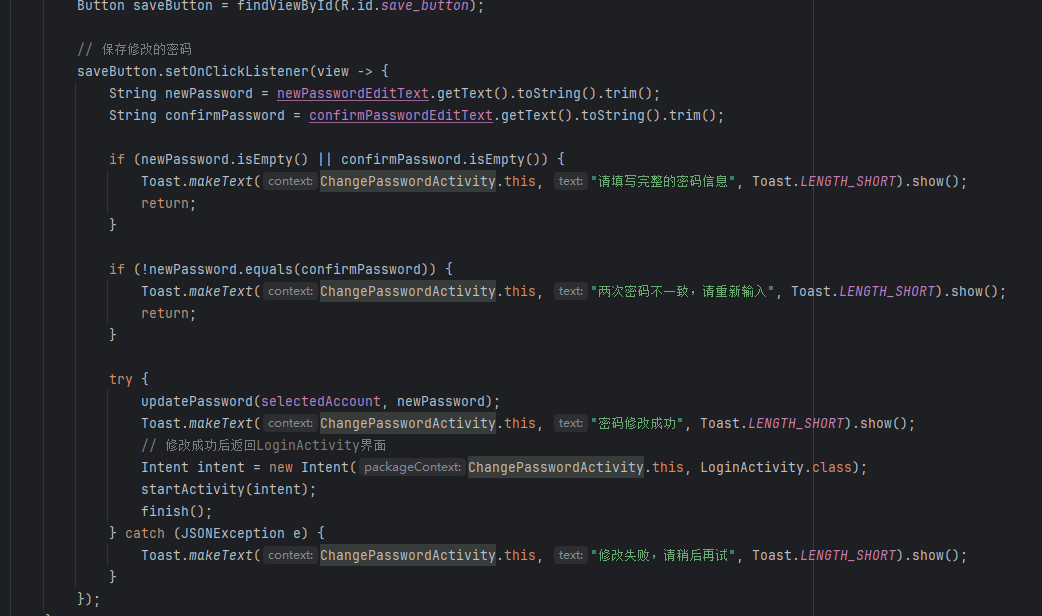 Button saveButton = findViewById(R.id.save_button);
// 保存修改的密码
saveButton.setOnClickListener(view -> {
String newPassword = newPasswordEditText.getText().toString().trim();
String confirmPassword = confirmPasswordEditText.getText().toString().trim();
if (newPassword.isEmpty() || confirmPassword.isEmpty()) {
Toast.makeText( context: ChangePasswordActivity.this, text: "请填写完整的密码信息", Toast.LENGTH_SHORT).show();
return;
}
if (!newPassword.equals(confirmPassword)) {
Toast.makeText( context: ChangePasswordActivity.this, text: "两次密码不一致，请重新输入", Toast.LENGTH_SHORT).show();
return;
}
try {
updatePassword(selectedAccount, newPassword);
Toast.makeText( context: ChangePasswordActivity.this, text: "密码修改成功", Toast.LENGTH_SHORT).show();
// 修改成功后返回LoginActivity界面
Intent intent = new Intent( packageContext: ChangePasswordActivity.this, LoginActivity.class);
startActivity(intent);
finish();
} catch (JSONException e) {
Toast.makeText( context: ChangePasswordActivity.this, text: "修改失败，请稍后再试", Toast.LENGTH_SHORT).show();
}
});